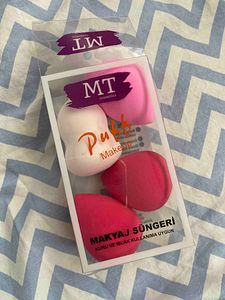 MT
MT
Puff
Makeup
MAKYAJ SÜNGERİ
KURU VE ISLAK KULLANIMA UYGUN